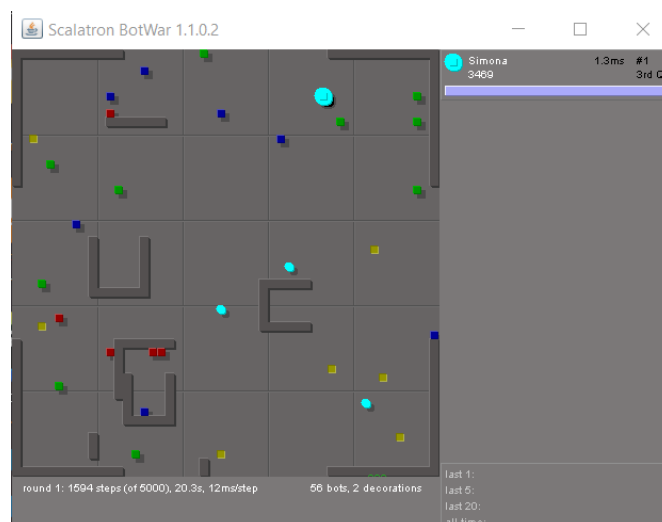 Scalatron BotWar 1.1.0.2
Simona 1.3ms #1
3469 3rd Q
round 1: 1594 steps (of 5000), 20.3s, 12ms/step 56 bots, 2 decorations
last 1:
last 5:
last 20:
all time: